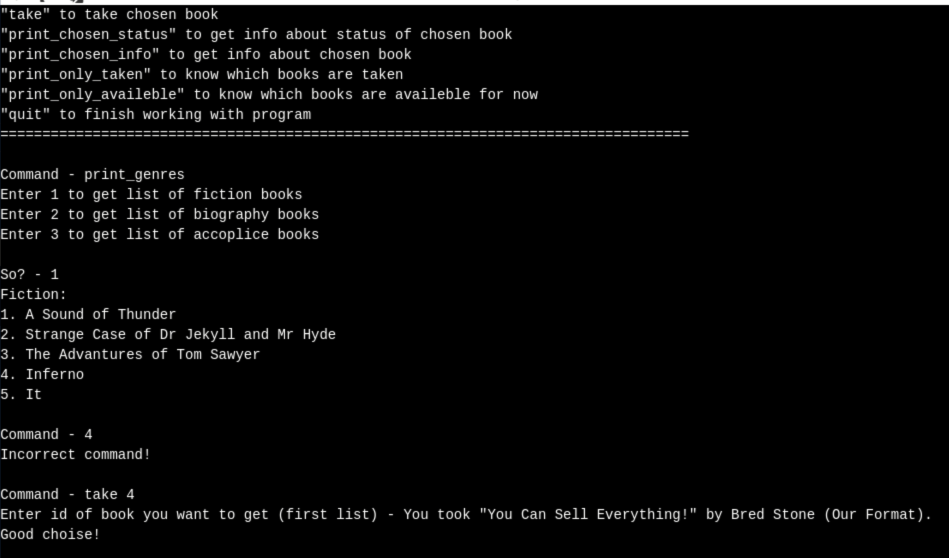 "take" to take chosen book
"print_chosen_status" to get info about status of chosen book
"print_chosen_info" to get info about chosen book
"print_only_taken" to know which books are taken
"print_only_availeble" to know which books are availeble for now
"quit" to finish working with program
==================================================================================
Command - print_genres
Enter 1 to get list of fiction books
Enter 2 to get list of biography books
Enter 3 to get list of accoplice books
So? - 1
Fiction:
1. A Sound of Thunder
2. Strange Case of Dr Jekyll and Mr Hyde
3. The Advantures of Tom Sawyer
4. Inferno
5. It
Command - 4
Incorrect command!
Command - take 4
Enter id of book you want to get (first list) - You took "You Can Sell Everything!" by Bred Stone (Our Format).
Good choise!